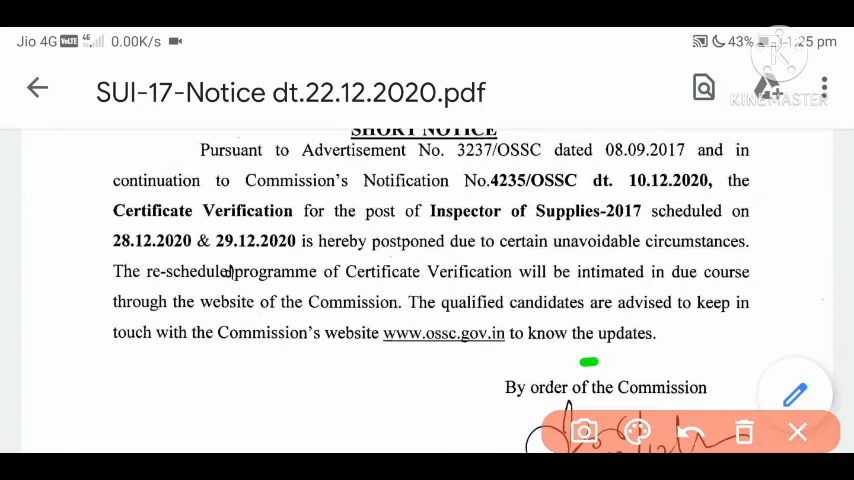 Jio 4G VoLTE 4G 0.00K/s 43% 1:25 pm
SUI-17-Notice dt.22.12.2020.pdf
KINEMASTER
SHORT NOTICE
Pursuant to Advertisement No. 3237/OSSC dated 08.09.2017 and in
continuation to Commission's Notification No.4235/OSSC dt. 10.12.2020, the
Certificate Verification for the post of Inspector of Supplies-2017 scheduled on
28.12.2020 & 29.12.2020 is hereby postponed due to certain unavoidable circumstances.
The re-scheduled programme of Certificate Verification will be intimated in due course
through the website of the Commission. The qualified candidates are advised to keep in
touch with the Commission's website www.ossc.gov.in to know the updates.
By order of the Commission